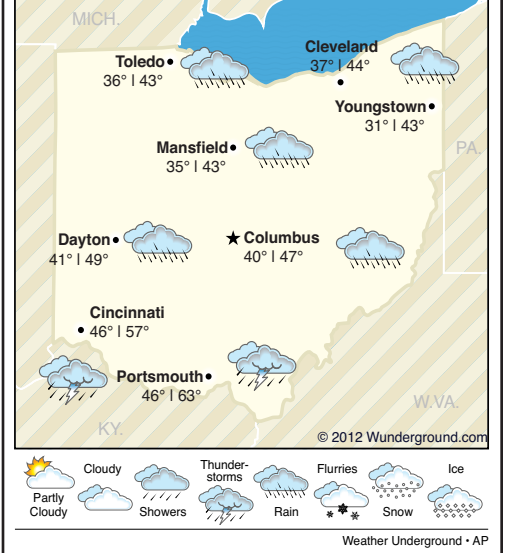 MICH.
Cleveland
37° | 44°
Toledo
36° | 43°
Youngstown
31° | 43°
Mansfield
35° | 43°
PA.
Dayton
41° | 49°
Columbus
40° | 47°
Cincinnati
46° | 57°
Portsmouth
46° | 63°
W.VA.
KY.
© 2012 Wunderground.com
Partly
Cloudy
Cloudy
Showers
Thunder-
storms
Rain
Flurries
Snow
Ice
Weather Underground • AP